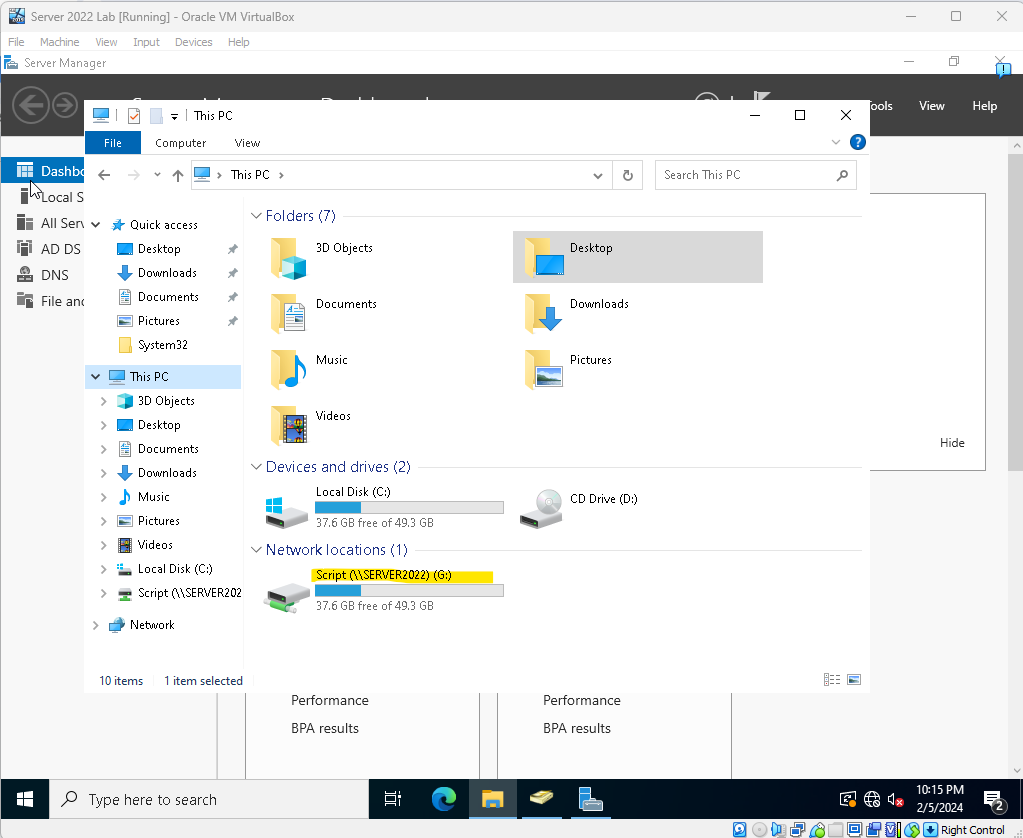 Server 2022 Lab [Running] - Oracle VM VirtualBox
File Machine View Input Devices Help
Server Manager
Tools View Help
This PC
File Computer View
This PC
Search This PC
Dashbo
Local S
All Serv
AD DS
DNS
File and
Quick access
Desktop
Downloads
Documents
Pictures
System32
This PC
3D Objects
Desktop
Documents
Downloads
Music
Pictures
Videos
Local Disk (C:)
Script (\\SERVER202
Network
Folders (7)
3D Objects
Desktop
Documents
Downloads
Music
Pictures
Videos
Devices and drives (2)
Local Disk (C:)
37.6 GB free of 49.3 GB
CD Drive (D:)
Network locations (1)
Script (\\SERVER2022) (G:)
37.6 GB free of 49.3 GB
10 items 1 item selected
Hide
Performance
BPA results
Performance
BPA results
Type here to search
10:15 PM
2/5/2024
2
Right Control